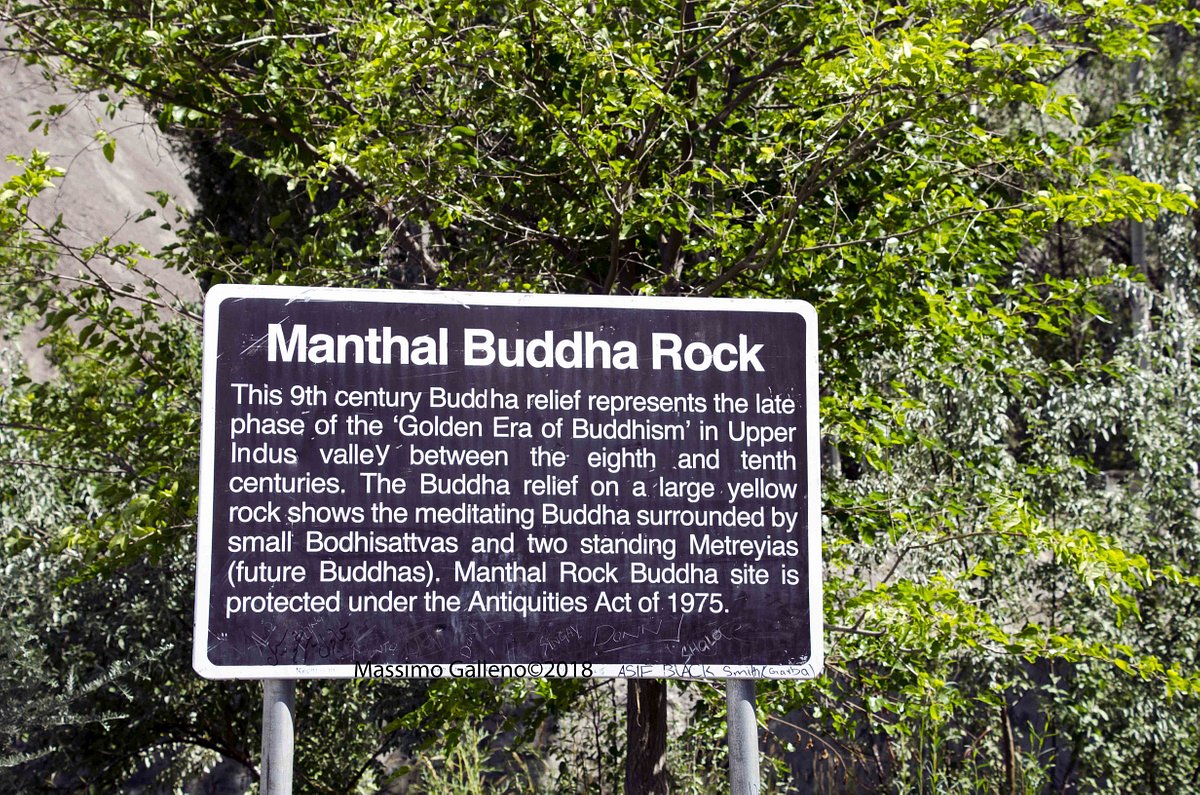 Manthal Buddha Rock
This 9th century Buddha relief represents the late
phase of the ‘Golden Era of Buddhism’ in Upper
Indus valley between the eighth and tenth
centuries. The Buddha relief on a large yellow
rock shows the meditating Buddha surrounded by
small Bodhisattvas and two standing Metreyias
(future Buddhas). Manthal Rock Buddha site is
protected under the Antiquities Act of 1975.
Massimo Galleno©2018
ASIF BLACK Smith